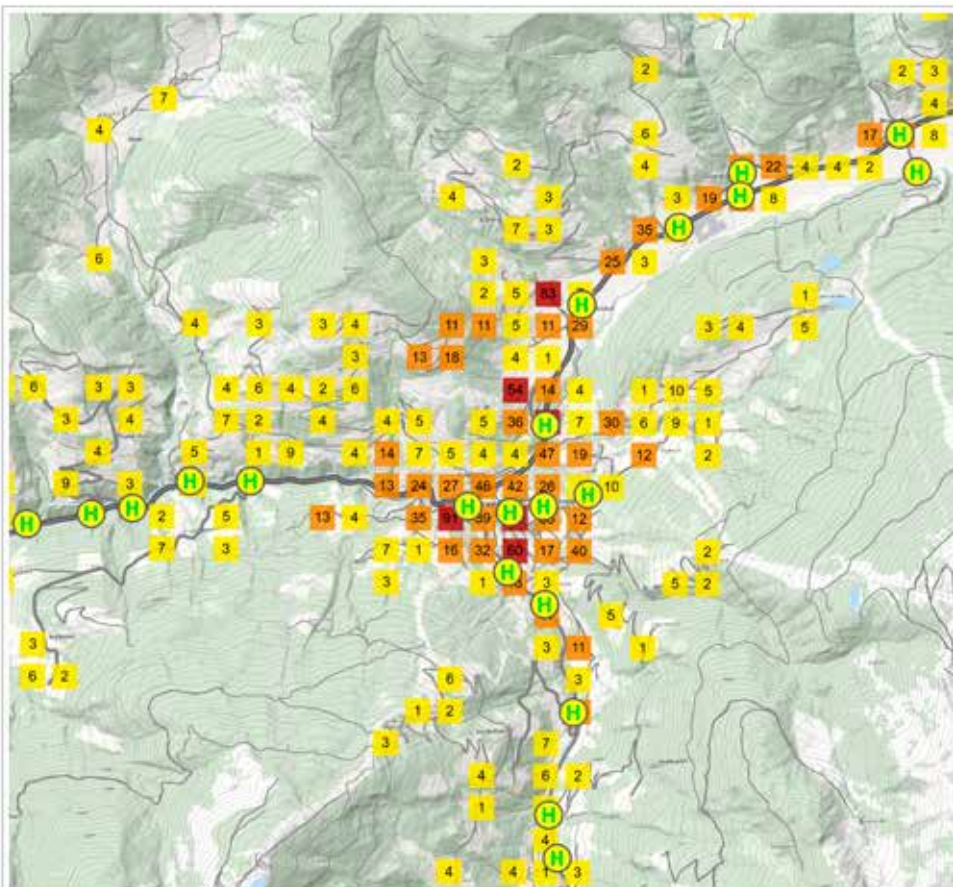 2 2 3
7 4
4 6 17 H 8
2 4 H 22 4 4 2 H
4 3 3 19 H 8
7 3 35 H
6 3 25 3
2 5 83 H 1
4 3 3 4 11 11 5 11 29 3 4 5
3 13 18 4 1
6 3 3 4 6 4 2 6 54 14 4 1 10 5
3 4 7 2 4 4 5 5 36 H 7 30 6 9 1
4 5 1 9 4 14 7 5 4 4 47 19 12 2
9 3 H H 13 24 27 46 42 26 H 10
H H H 2 5 13 4 35 91 H 39 H H 12
7 3 7 1 16 32 60 17 40 2
3 1 H 3 5 2
H 5
3 3 11 1
6 2 6 3
1 2 H
3 7
4 6 2
1 H
4
4 4 1 H 3